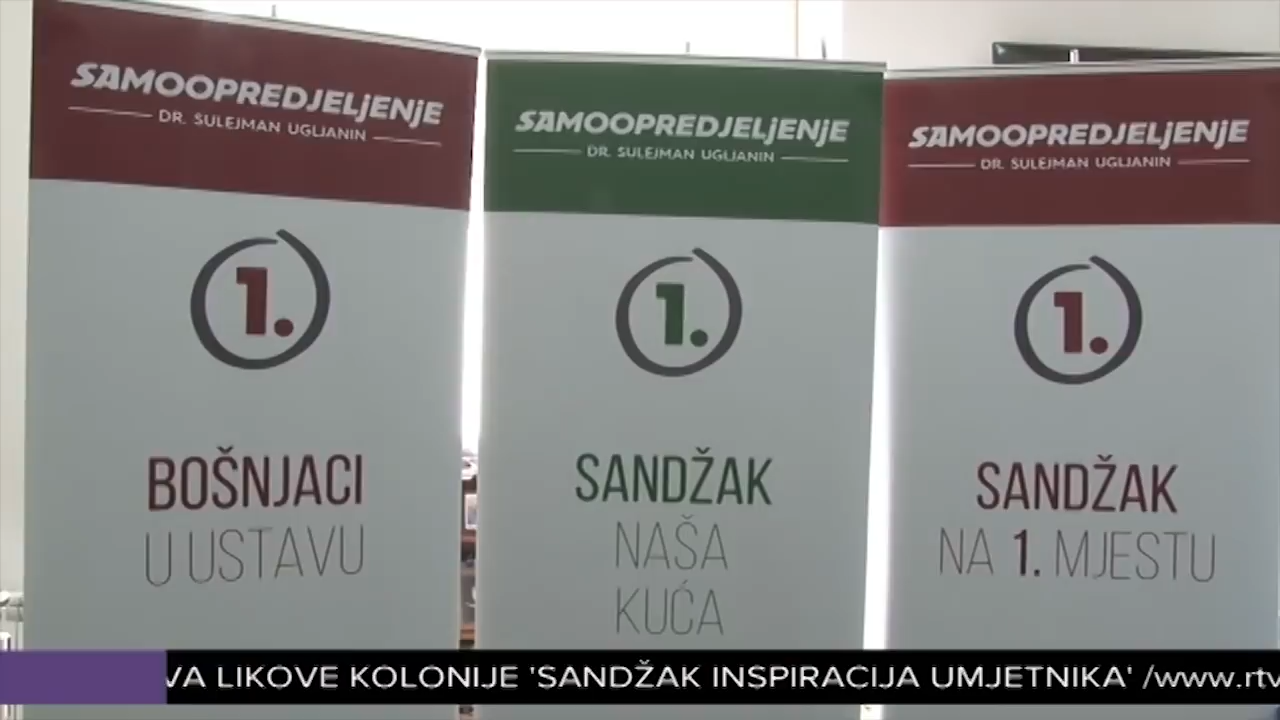 SAMOOPREDJELjENjE
DR. SULEJMAN UGLJANIN
1.
BOŠNJACI
U USTAVU
SAMOOPREDJELjENjE
DR. SULEJMAN UGLJANIN
1.
SANDŽAK
NAŠA
KUĆA
SAMOOPREDJELjENjE
DR. SULEJMAN UGLJANIN
1.
SANDŽAK
NA 1. MJESTU
VA LIKOVE KOLONIJE 'SANDŽAK INSPIRACIJA UMJETNIKA' /www.rtv